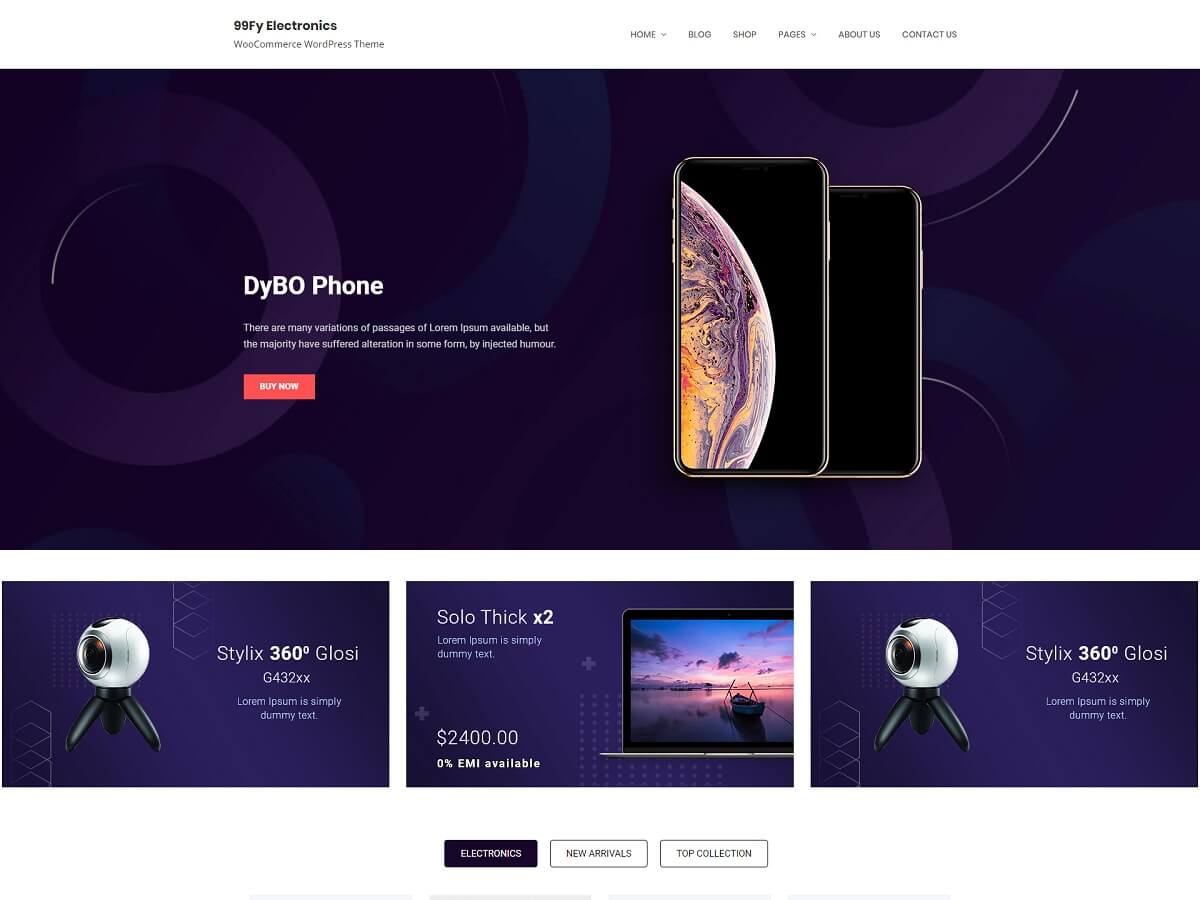 99Fy Electronics
WooCommerce WordPress Theme
HOME BLOG SHOP PAGES ABOUT US CONTACT US
DyBO Phone
There are many variations of passages of Lorem Ipsum available, but
the majority have suffered alteration in some form, by injected humour.
BUY NOW
Stylix 360⁰ Glosi
G432xx
Lorem Ipsum is simply
dummy text.
Solo Thick x2
Lorem Ipsum is simply
dummy text.
$2400.00
0% EMI available
Stylix 360⁰ Glosi
G432xx
Lorem Ipsum is simply
dummy text.
ELECTRONICS NEW ARRIVALS TOP COLLECTION